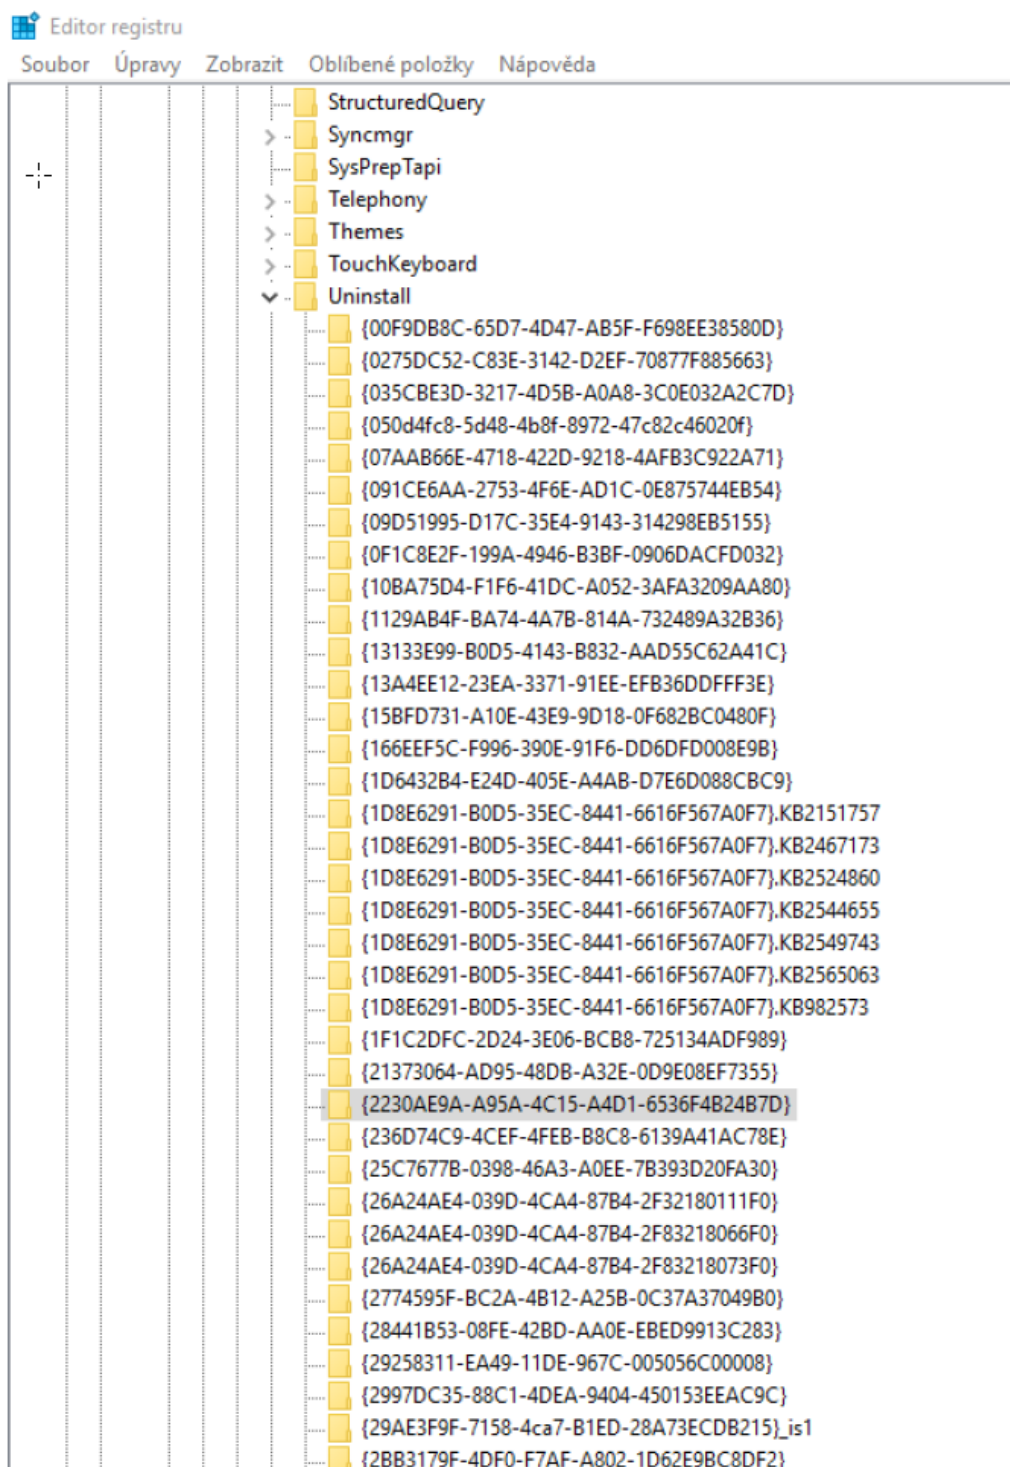 Editor registru
Soubor Úpravy Zobrazit Oblíbené položky Nápověda
StructuredQuery
Syncmgr
SysPrepTapi
Telephony
Themes
TouchKeyboard
Uninstall
{00F9DB8C-65D7-4D47-AB5F-F698EE38580D}
{0275DC52-C83E-3142-D2EF-70877F885663}
{035CBE3D-3217-4D5B-A0A8-3C0E032A2C7D}
{050d4fc8-5d48-4b8f-8972-47c82c46020f}
{07AAB66E-4718-422D-9218-4AFB3C922A71}
{091CE6AA-2753-4F6E-AD1C-0E875744EB54}
{09D51995-D17C-35E4-9143-314298EB5155}
{0F1C8E2F-199A-4946-B3BF-0906DACFD032}
{10BA75D4-F1F6-41DC-A052-3AFA3209AA80}
{1129AB4F-BA74-4A7B-814A-732489A32B36}
{13133E99-B0D5-4143-B832-AAD55C62A41C}
{13A4EE12-23EA-3371-91EE-EFB36DDFFF3E}
{15BFD731-A10E-43E9-9D18-0F682BC0480F}
{166EEF5C-F996-390E-91F6-DD6DFD008E9B}
{1D6432B4-E24D-405E-A4AB-D7E6D088CBC9}
{1D8E6291-B0D5-35EC-8441-6616F567A0F7}.KB2151757
{1D8E6291-B0D5-35EC-8441-6616F567A0F7}.KB2467173
{1D8E6291-B0D5-35EC-8441-6616F567A0F7}.KB2524860
{1D8E6291-B0D5-35EC-8441-6616F567A0F7}.KB2544655
{1D8E6291-B0D5-35EC-8441-6616F567A0F7}.KB2549743
{1D8E6291-B0D5-35EC-8441-6616F567A0F7}.KB2565063
{1D8E6291-B0D5-35EC-8441-6616F567A0F7}.KB982573
{1F1C2DFC-2D24-3E06-BCB8-725134ADF989}
{21373064-AD95-48DB-A32E-0D9E08EF7355}
{2230AE9A-A95A-4C15-A4D1-6536F4B24B7D}
{236D74C9-4CEF-4FEB-B8C8-6139A41AC78E}
{25C7677B-0398-46A3-A0EE-7B393D20FA30}
{26A24AE4-039D-4CA4-87B4-2F32180111F0}
{26A24AE4-039D-4CA4-87B4-2F83218066F0}
{26A24AE4-039D-4CA4-87B4-2F83218073F0}
{2774595F-BC2A-4B12-A25B-0C37A37049B0}
{28441B53-08FE-42BD-AA0E-EBED9913C283}
{29258311-EA49-11DE-967C-005056C00008}
{2997DC35-88C1-4DEA-9404-450153EEAC9C}
{29AE3F9F-7158-4ca7-B1ED-28A73ECDB215}_is1
{2BB3179F-4DF0-F7AF-A802-1D62E9BC8DF2}